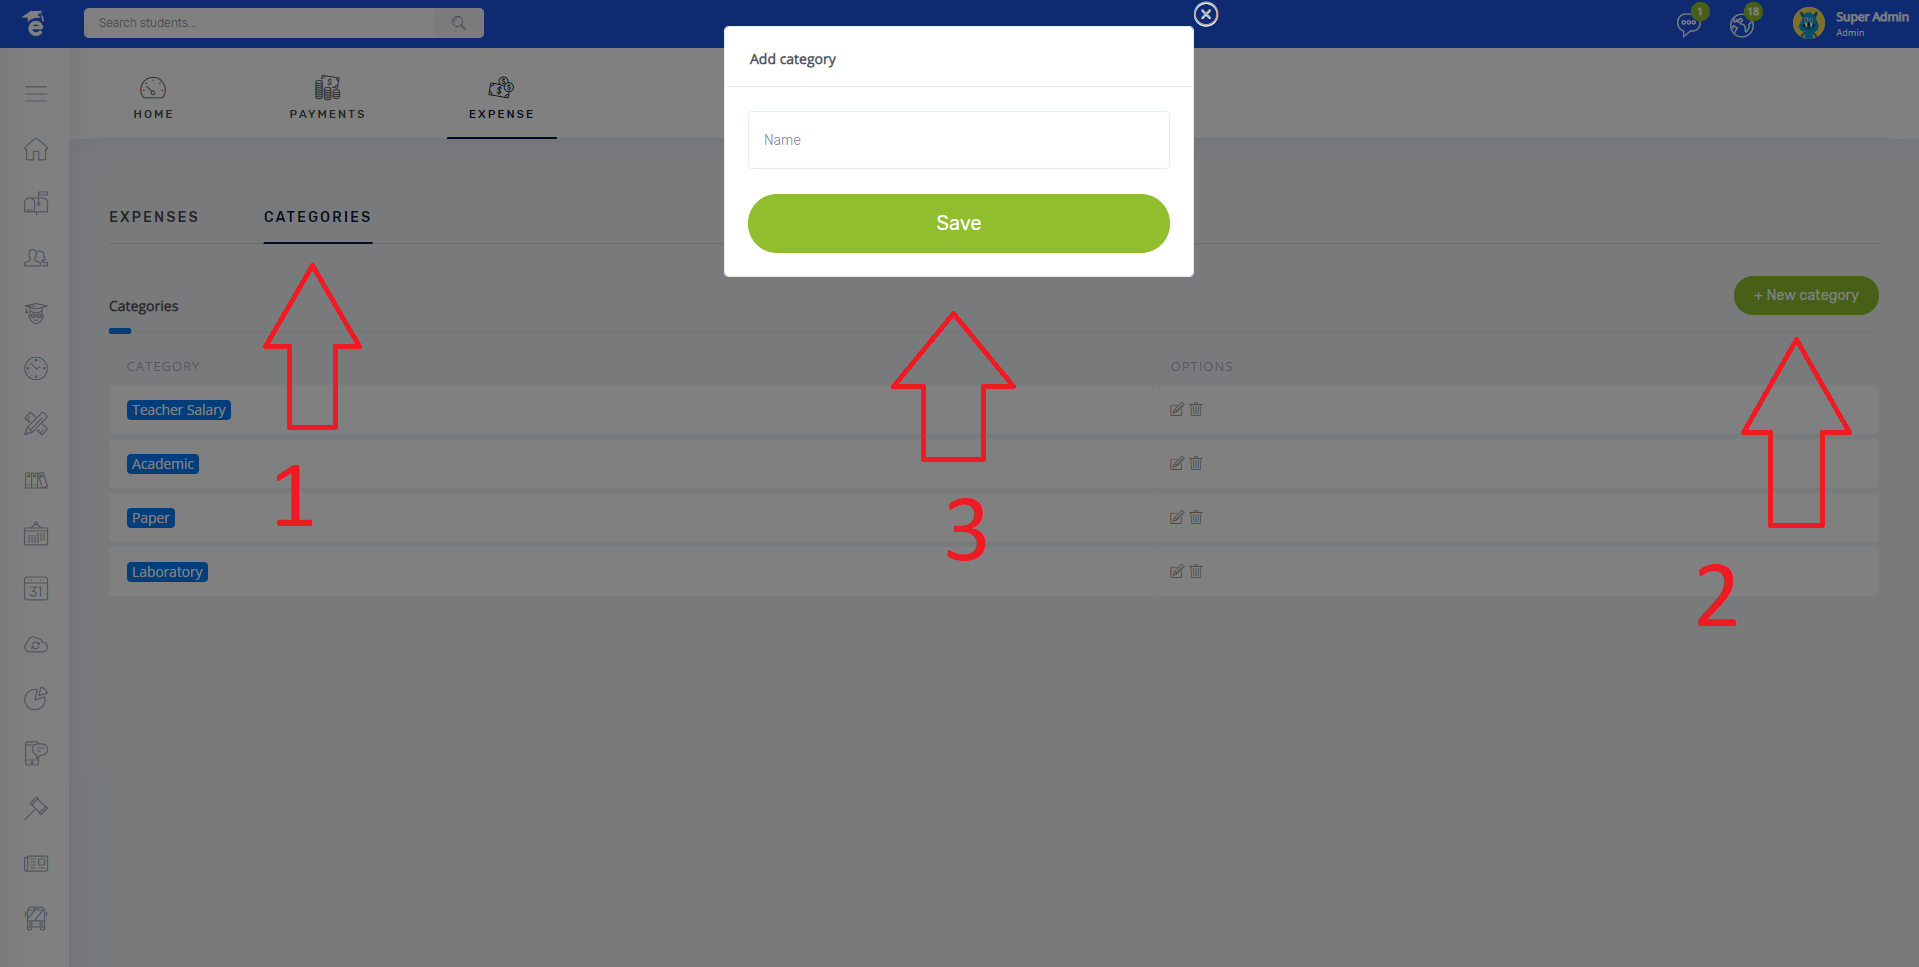 e
Search students...
1
18
Super Admin
Admin
Add category
Name
Save
HOME
PAYMENTS
EXPENSE
EXPENSES
CATEGORIES
Categories
+ New category
CATEGORY
OPTIONS
Teacher Salary
Academic
Paper
Laboratory
1
3
2
31